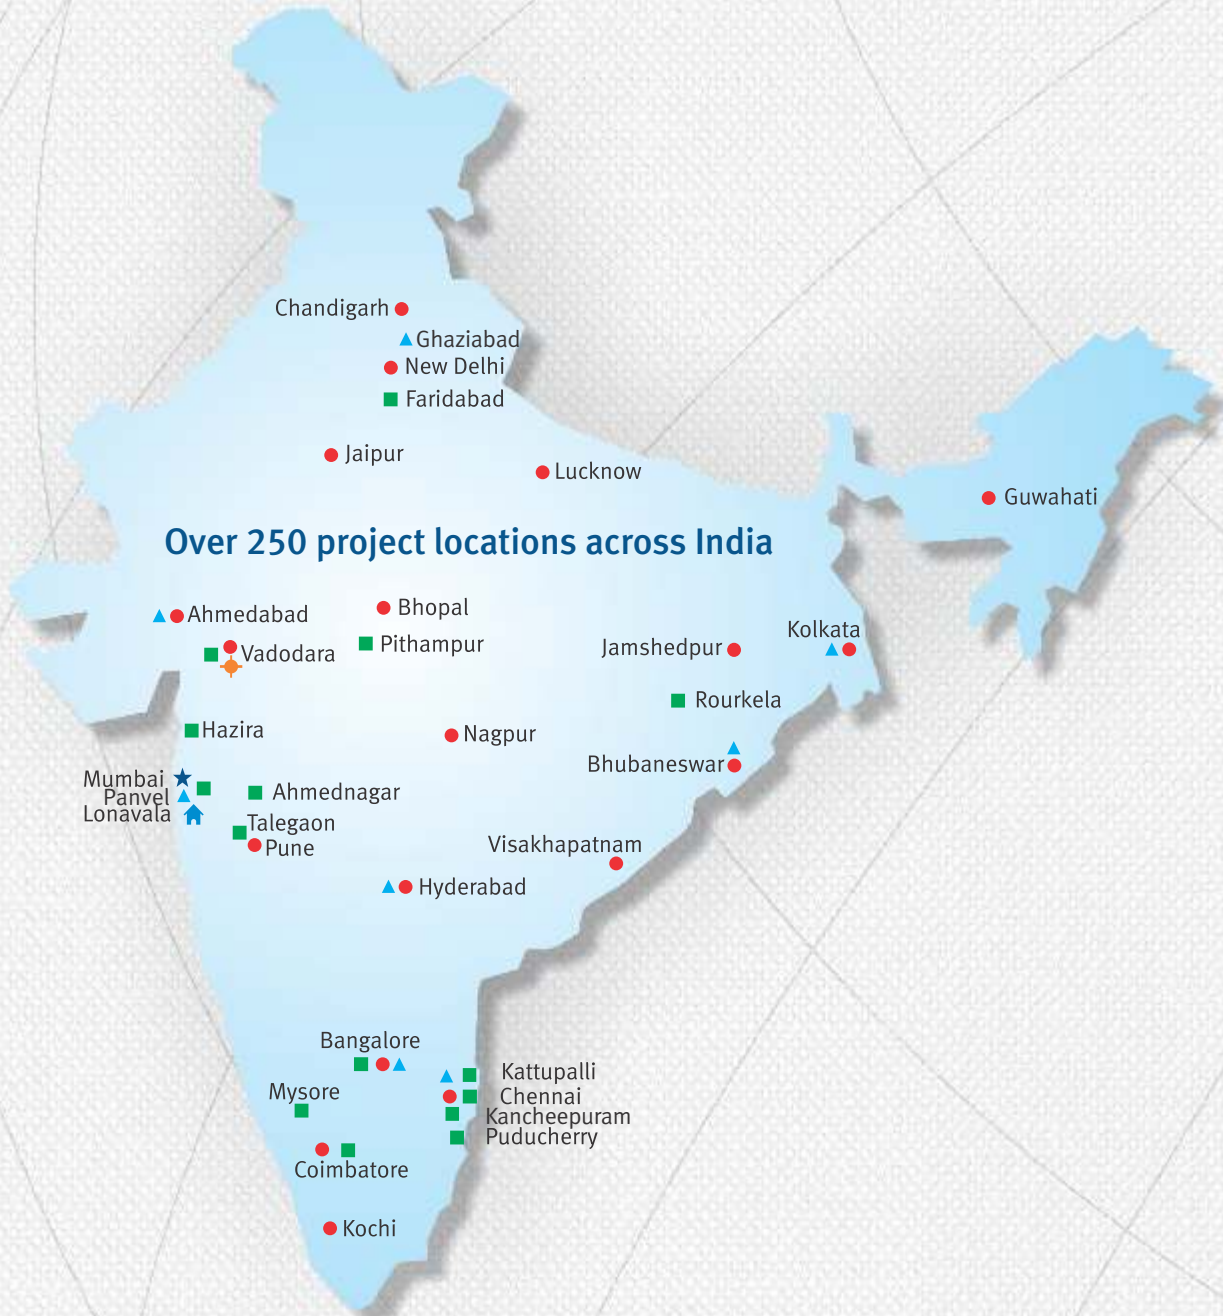 Chandigarh
Ghaziabad
New Delhi
Faridabad
Jaipur
Lucknow
Guwahati
Over 250 project locations across India
Ahmedabad
Bhopal
Kolkata
Pithampur
Jamshedpur
Vadodara
Rourkela
Hazira
Nagpur
Bhubaneswar
Mumbai
Panvel
Ahmednagar
Lonavala
Talegaon
Pune
Visakhapatnam
Hyderabad
Bangalore
Kattupalli
Mysore
Chennai
Kancheepuram
Puducherry
Coimbatore
Kochi